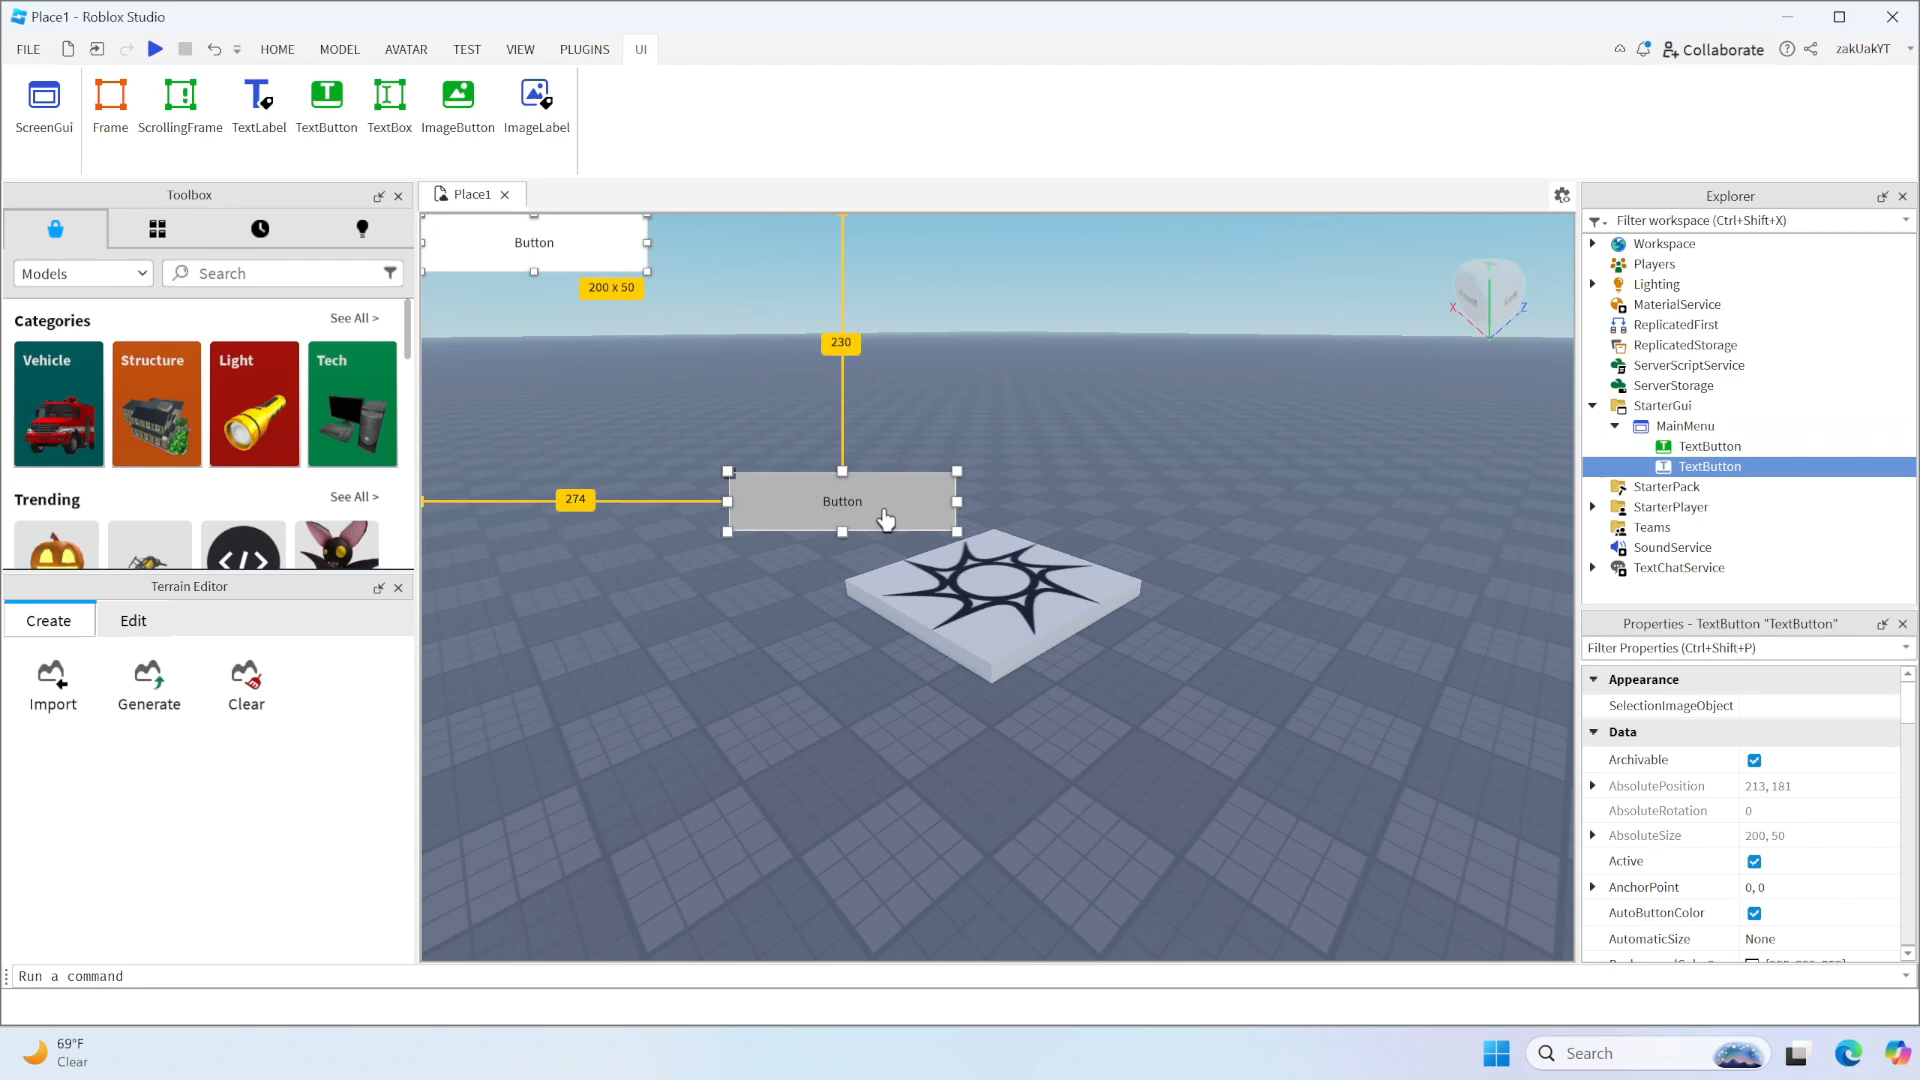 Place1 - Roblox Studio
FILE
HOME
MODEL
AVATAR
TEST
VIEW
PLUGINS
UI
Collaborate
zakUakYT
ScreenGui
Frame
ScrollingFrame
TextLabel
TextButton
TextBox
ImageButton
ImageLabel
Toolbox
Place1
Explorer
Models
Search
Filter workspace (Ctrl+Shift+X)
Categories
See All >
Vehicle
Structure
Light
Tech
Trending
See All >
Terrain Editor
Create
Edit
Import
Generate
Clear
Button
200 x 50
230
274
Button
X
Z
Workspace
Players
Lighting
MaterialService
ReplicatedFirst
ReplicatedStorage
ServerScriptService
ServerStorage
StarterGui
MainMenu
TextButton
TextButton
StarterPack
StarterPlayer
Teams
SoundService
TextChatService
Properties - TextButton "TextButton"
Filter Properties (Ctrl+Shift+P)
Appearance
SelectionImageObject
Data
Archivable
AbsolutePosition 213, 181
AbsoluteRotation 0
AbsoluteSize 200, 50
Active
AnchorPoint 0, 0
AutoButtonColor
AutomaticSize None
Run a command
69°F
Clear
Search